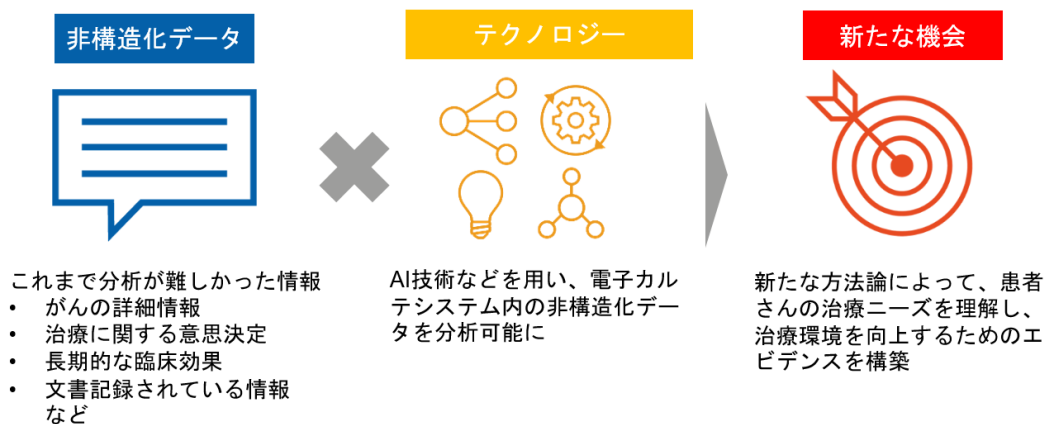 非構造化データ
テクノロジー
新たな機会
これまで分析が難しかった情報
• がんの詳細情報
• 治療に関する意思決定
• 長期的な臨床効果
• 文書記録されている情報
など
AI技術などを用い、電子カル
テシステム内の非構造化デー
タを分析可能に
新たな方法論によって、患者
さんの治療ニーズを理解し、
治療環境を向上するためのエ
ビデンスを構築